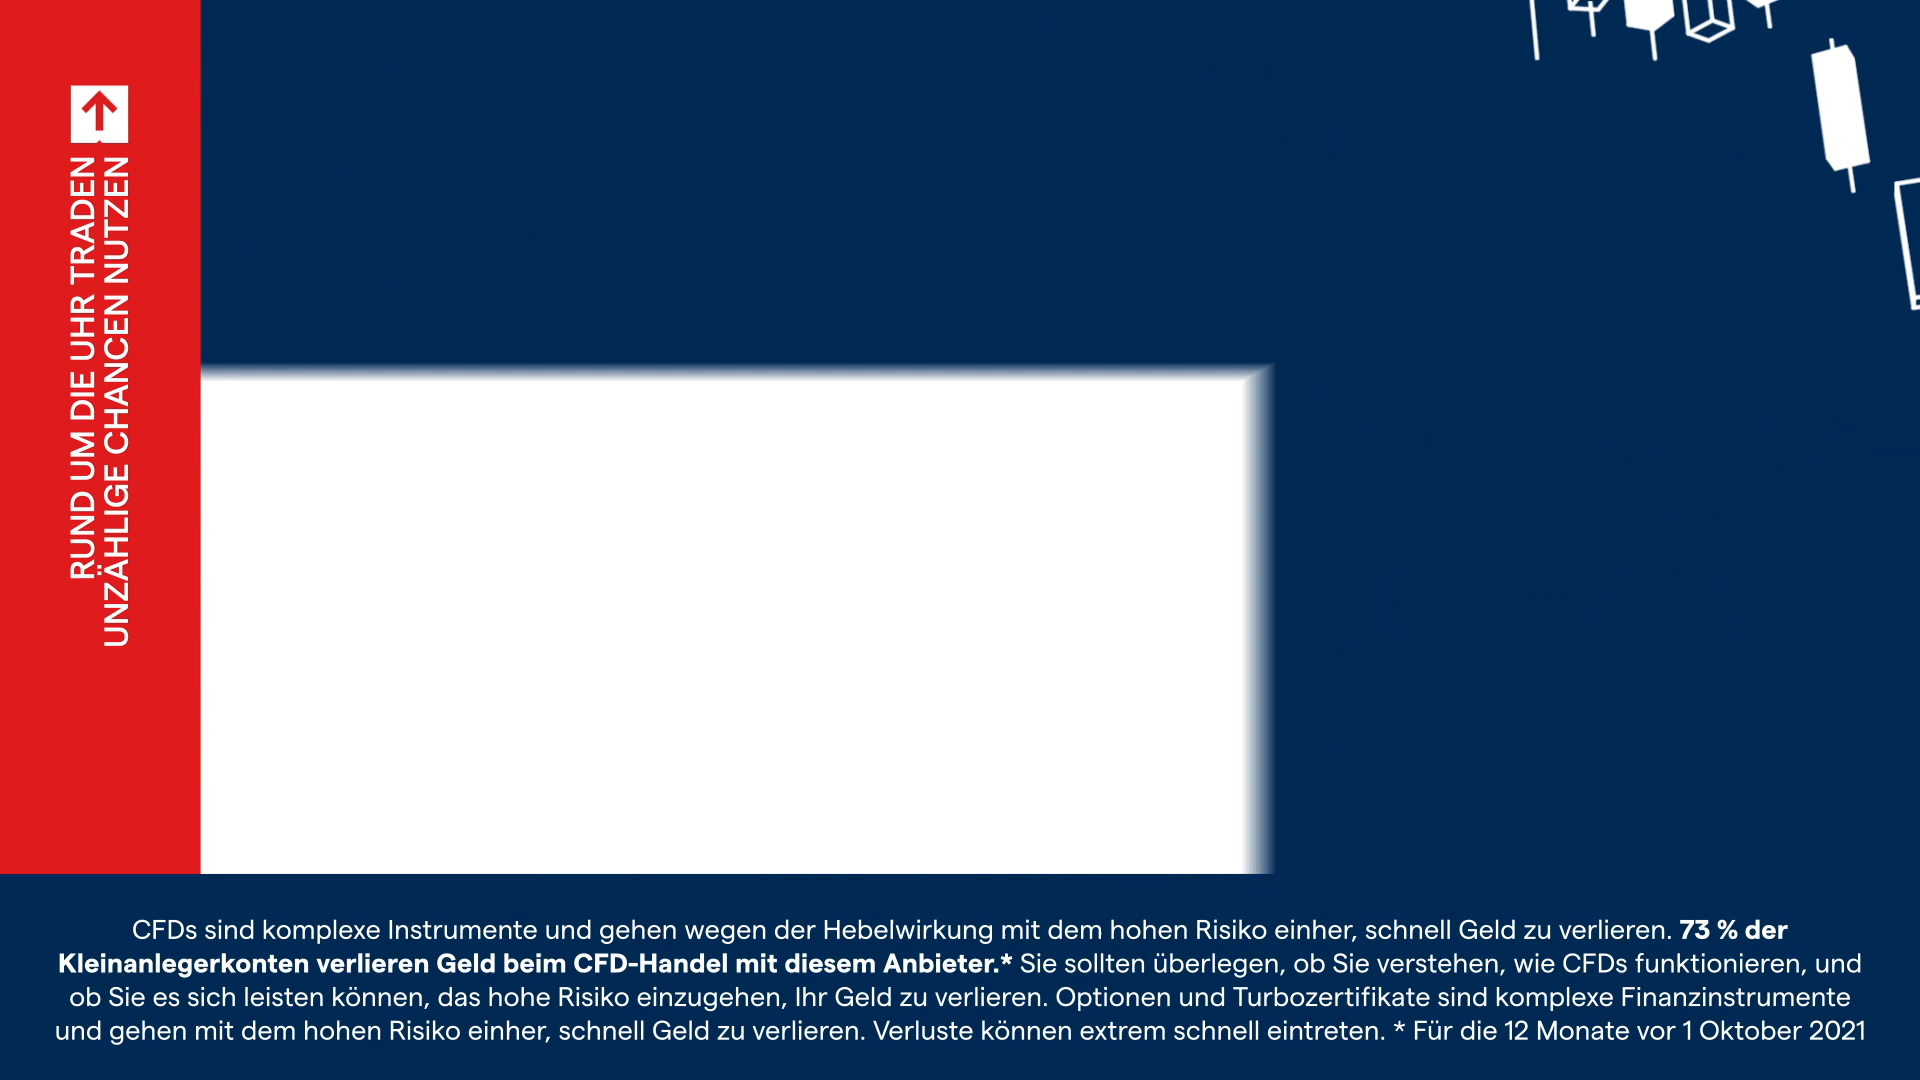 RUND UM DIE UHR TRADEN
UNZÄHLIGE CHANCEN NUTZEN
CFDs sind komplexe Instrumente und gehen wegen der Hebelwirkung mit dem hohen Risiko einher, schnell Geld zu verlieren. 73 % der
Kleinanlegerkonten verlieren Geld beim CFD-Handel mit diesem Anbieter.* Sie sollten überlegen, ob Sie verstehen, wie CFDs funktionieren, und
ob Sie es sich leisten können, das hohe Risiko einzugehen, Ihr Geld zu verlieren. Optionen und Turbozertifikate sind komplexe Finanzinstrumente
und gehen mit dem hohen Risiko einher, schnell Geld zu verlieren. Verluste können extrem schnell eintreten. * Für die 12 Monate vor 1 Oktober 2021